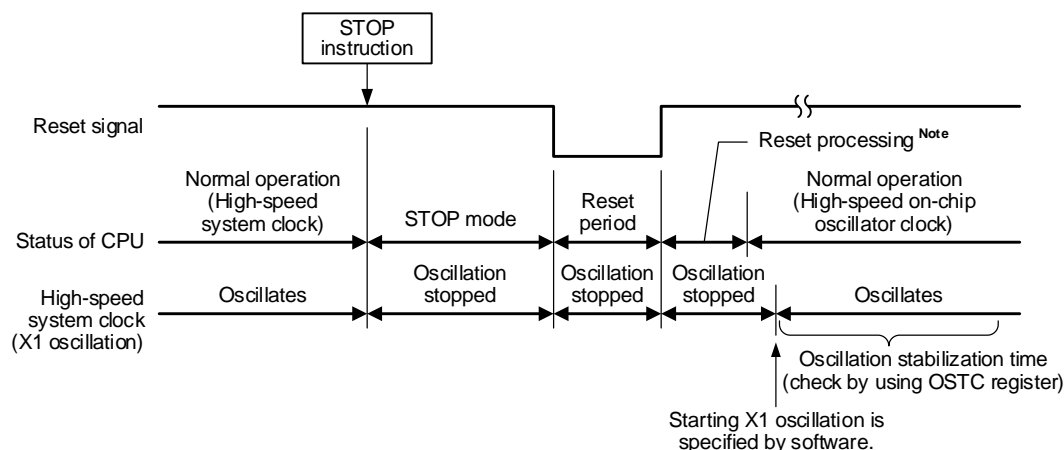 STOP
instruction
Reset signal
Reset processing Note
Normal operation
(High-speed
system clock)
STOP mode
Reset
period
Normal operation
(High-speed on-chip
oscillator clock)
Status of CPU
High-speed
system clock
(X1 oscillation)
Oscillates
Oscillation
stopped
Oscillation
stopped
Oscillation
stopped
Oscillates
Oscillation stabilization time
(check by using OSTC register)
Starting X1 oscillation is
specified by software.